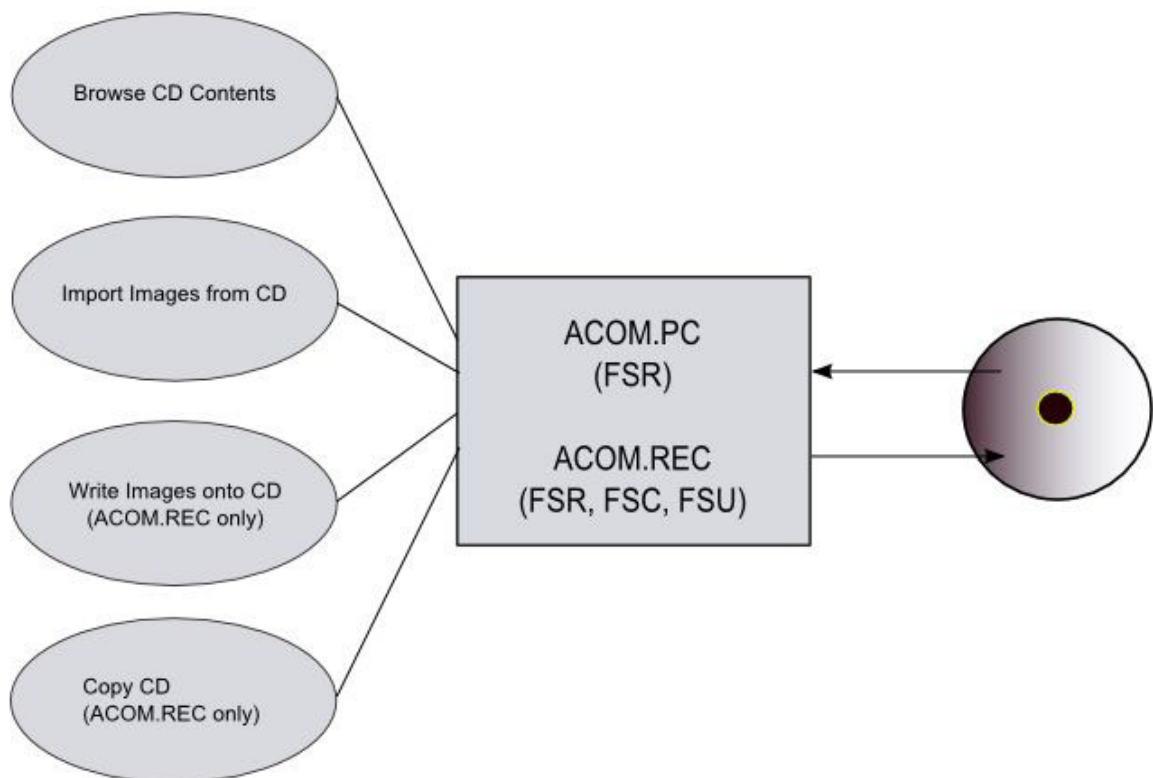 Browse CD Contents
Import Images from CD
Write Images onto CD
(ACOM.REC only)
Copy CD
(ACOM.REC only)
ACOM.PC
(FSR)
ACOM.REC
(FSR, FSC, FSU)